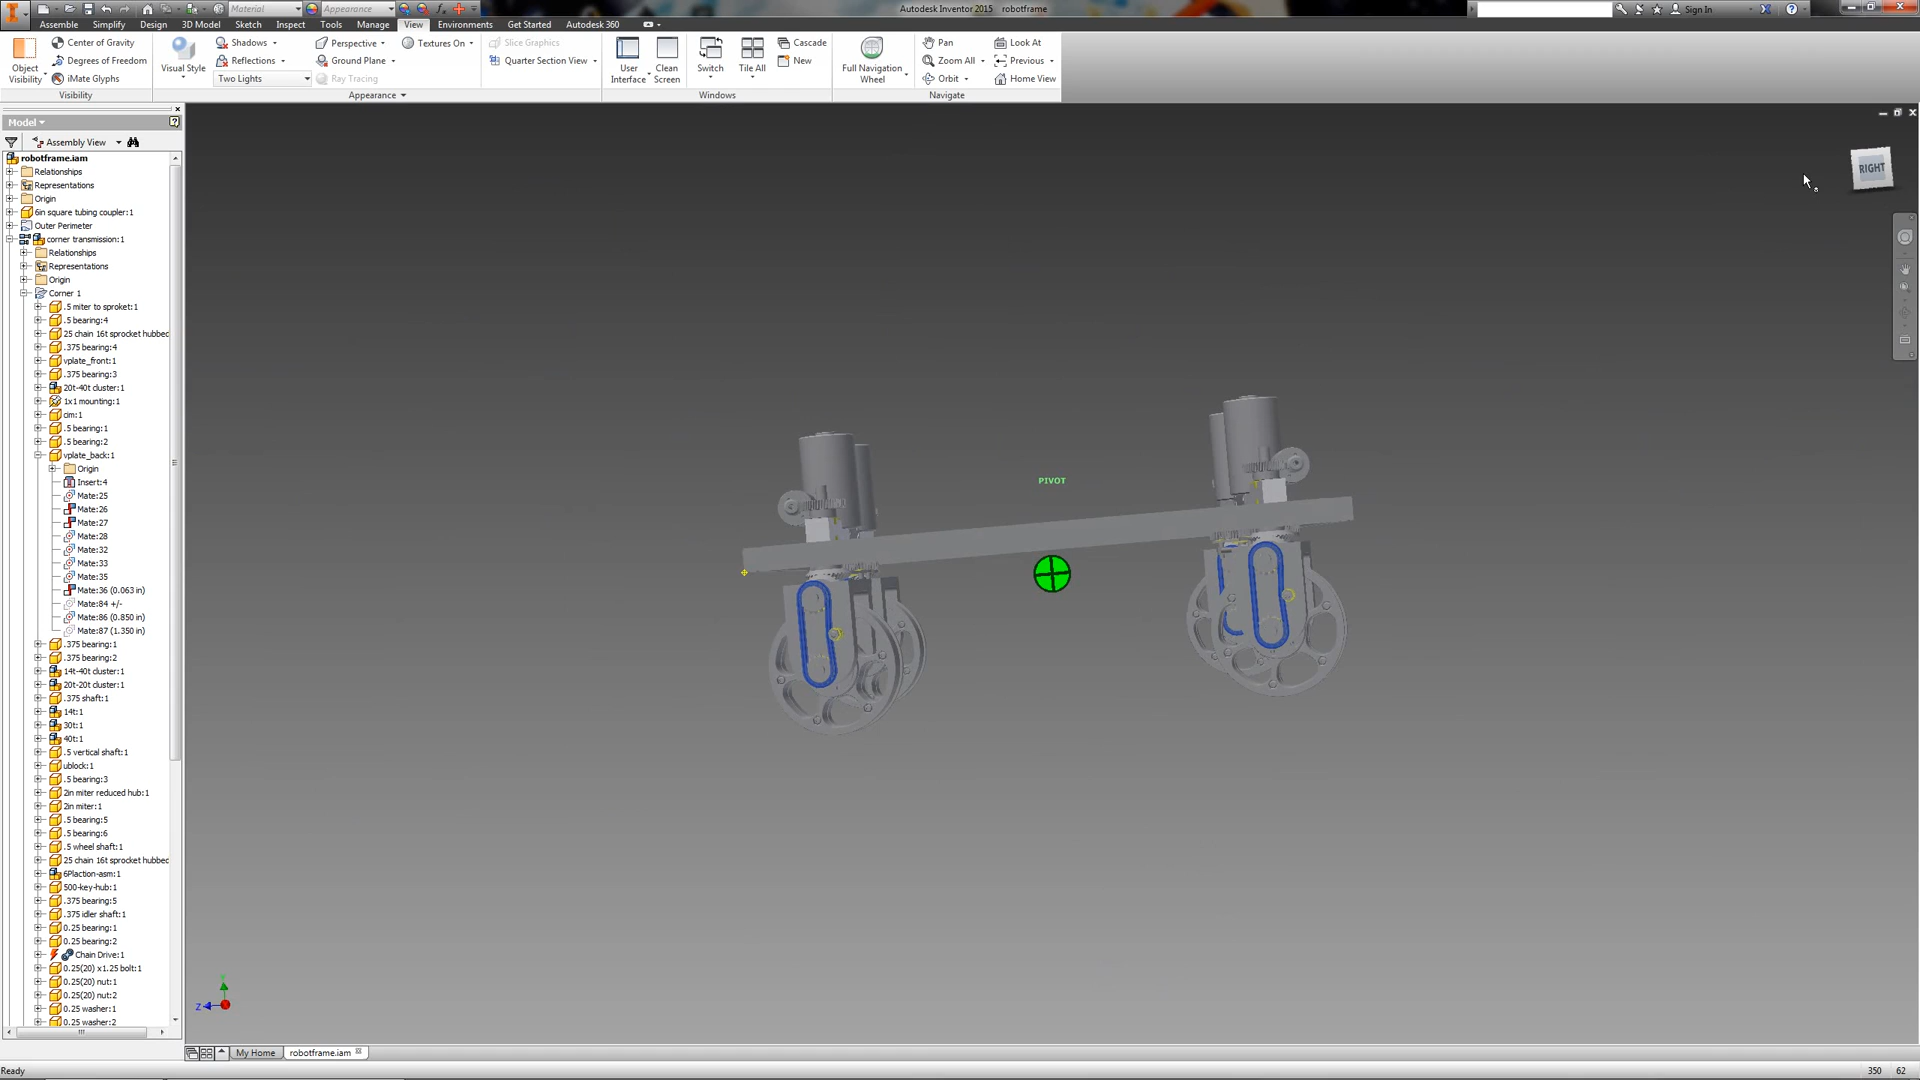 Material
Appearance
Autodesk Inventor 2015 robotframe
Sign In
Assemble Simplify Design 3D Model Sketch Inspect Tools Manage View Environments Get Started Autodesk 360
Object Visibility
Center of Gravity
Degrees of Freedom
iMate Glyphs
Visibility
Visual Style
Shadows
Reflections
Two Lights
Perspective
Ground Plane
Ray Tracing
Textures On
Appearance
Slice Graphics
Quarter Section View
User Interface
Clean Screen
Switch
Tile All
Cascade
New
Windows
Full Navigation Wheel
Pan
Zoom All
Orbit
Look At
Previous
Home View
Navigate
Model
Assembly View
robotframe.iam
Relationships
Representations
Origin
6in square tubing coupler:1
Outer Perimeter
corner transmission:1
Relationships
Representations
Origin
Corner 1
.5 miter to sproket:1
.5 bearing:4
25 chain 16t sprocket hubbed
.375 bearing:4
vplate_front:1
.375 bearing:3
20t-40t cluster:1
1x1 mounting:1
cim:1
.5 bearing:1
.5 bearing:2
vplate_back:1
Origin
Insert:4
Mate:25
Mate:26
Mate:27
Mate:28
Mate:32
Mate:33
Mate:35
Mate:36 (0.063 in)
Mate:84 +/-
Mate:86 (0.850 in)
Mate:87 (1.350 in)
.375 bearing:1
.375 bearing:2
14t-40t cluster:1
20t-20t cluster:1
.375 shaft:1
14t:1
30t:1
40t:1
.5 vertical shaft:1
ublock:1
.5 bearing:3
2in miter reduced hub:1
2in miter:1
.5 bearing:5
.5 bearing:6
.5 wheel shaft:1
25 chain 16t sprocket hubbed
6Plaction-asm:1
500-key-hub:1
.375 bearing:5
.375 idler shaft:1
0.25 bearing:1
0.25 bearing:2
Chain Drive:1
0.25(20) x1.25 bolt:1
0.25(20) nut:1
0.25(20) nut:2
0.25 washer:1
0.25 washer:2
RIGHT
PIVOT
Y
Z
My Home
robotframe.iam
Ready
350 62